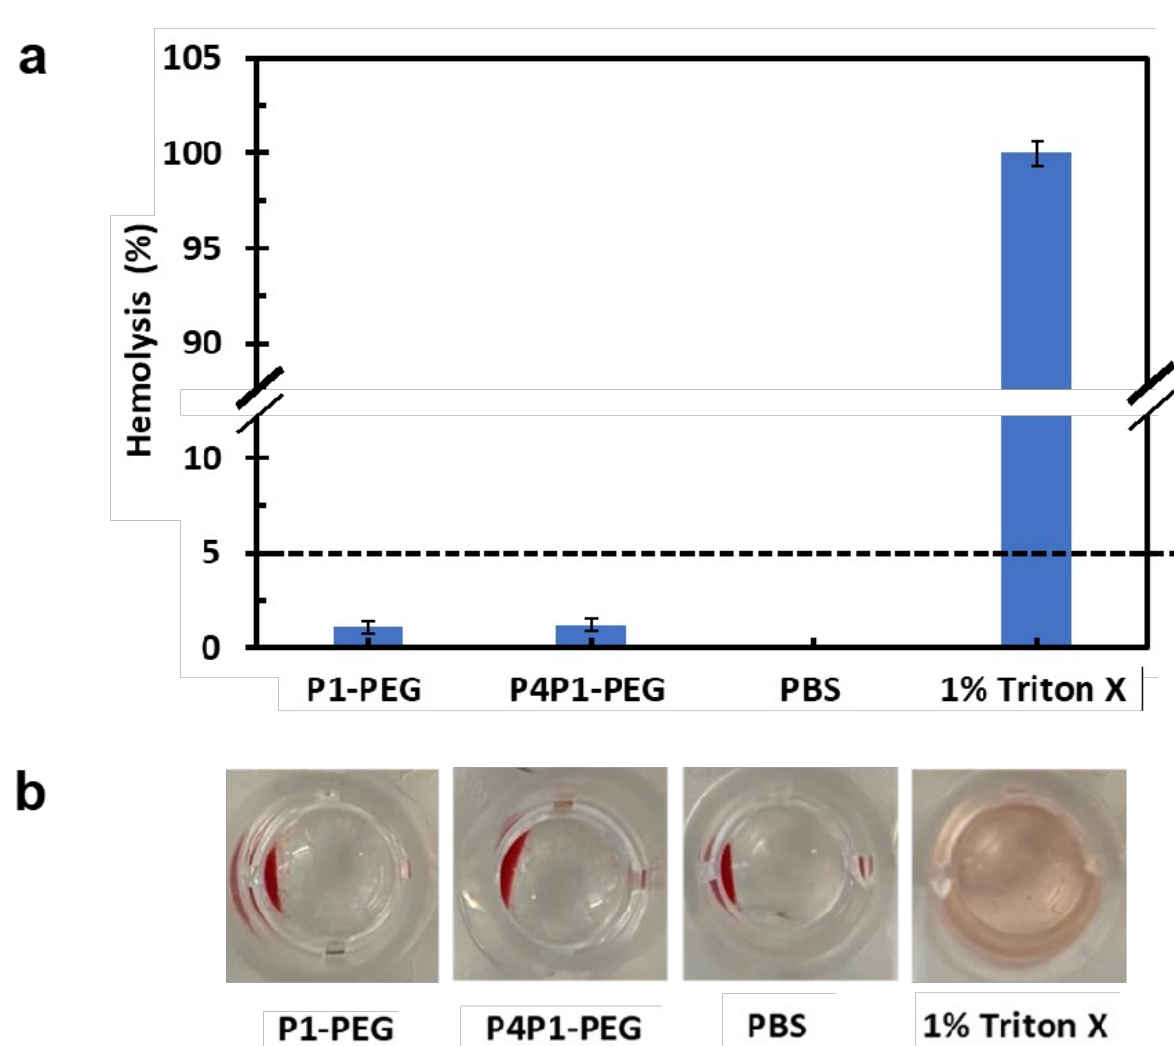 a
105
100
95
90
10
5
0
Hemolysis (%)
P1-PEG P4P1-PEG PBS 1% Triton X
b
P1-PEG P4P1-PEG PBS 1% Triton X